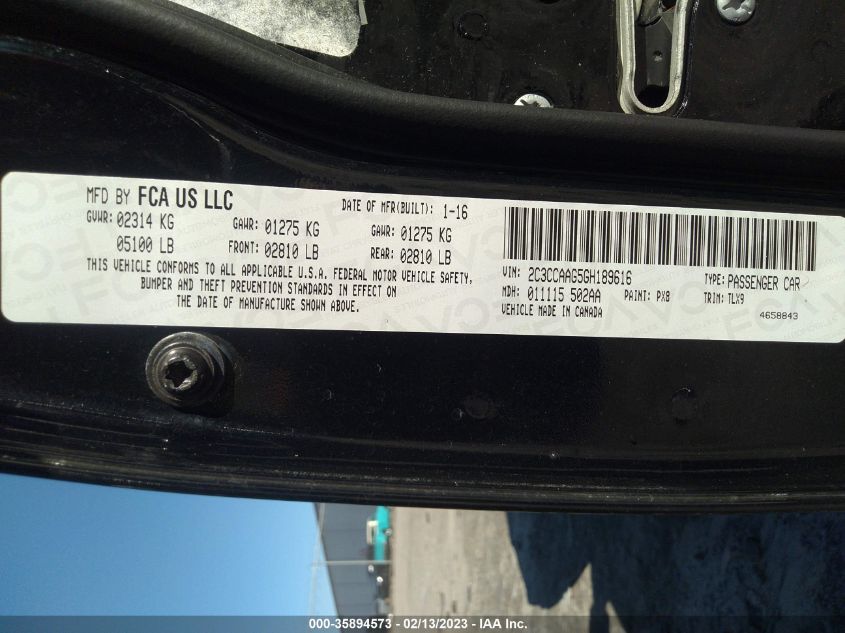 MFD BY FCA US LLC
DATE OF MFR(BUILT): 1-16
GVWR: 02314 KG GAWR: 01275 KG GAWR: 01275 KG
05100 LB FRONT: 02810 LB REAR: 02810 LB
THIS VEHICLE CONFORMS TO ALL APPLICABLE U.S.A. FEDERAL MOTOR VEHICLE SAFETY,
BUMPER AND THEFT PREVENTION STANDARDS IN EFFECT ON
THE DATE OF MANUFACTURE SHOWN ABOVE.
VIN: 2C3CCAAG5GH189616 TYPE: PASSENGER CAR
MDH: 011115 502AA PAINT: PX8 TRIM: TLX9
VEHICLE MADE IN CANADA 4658843
000-35894573 - 02/13/2023 - IAA Inc.